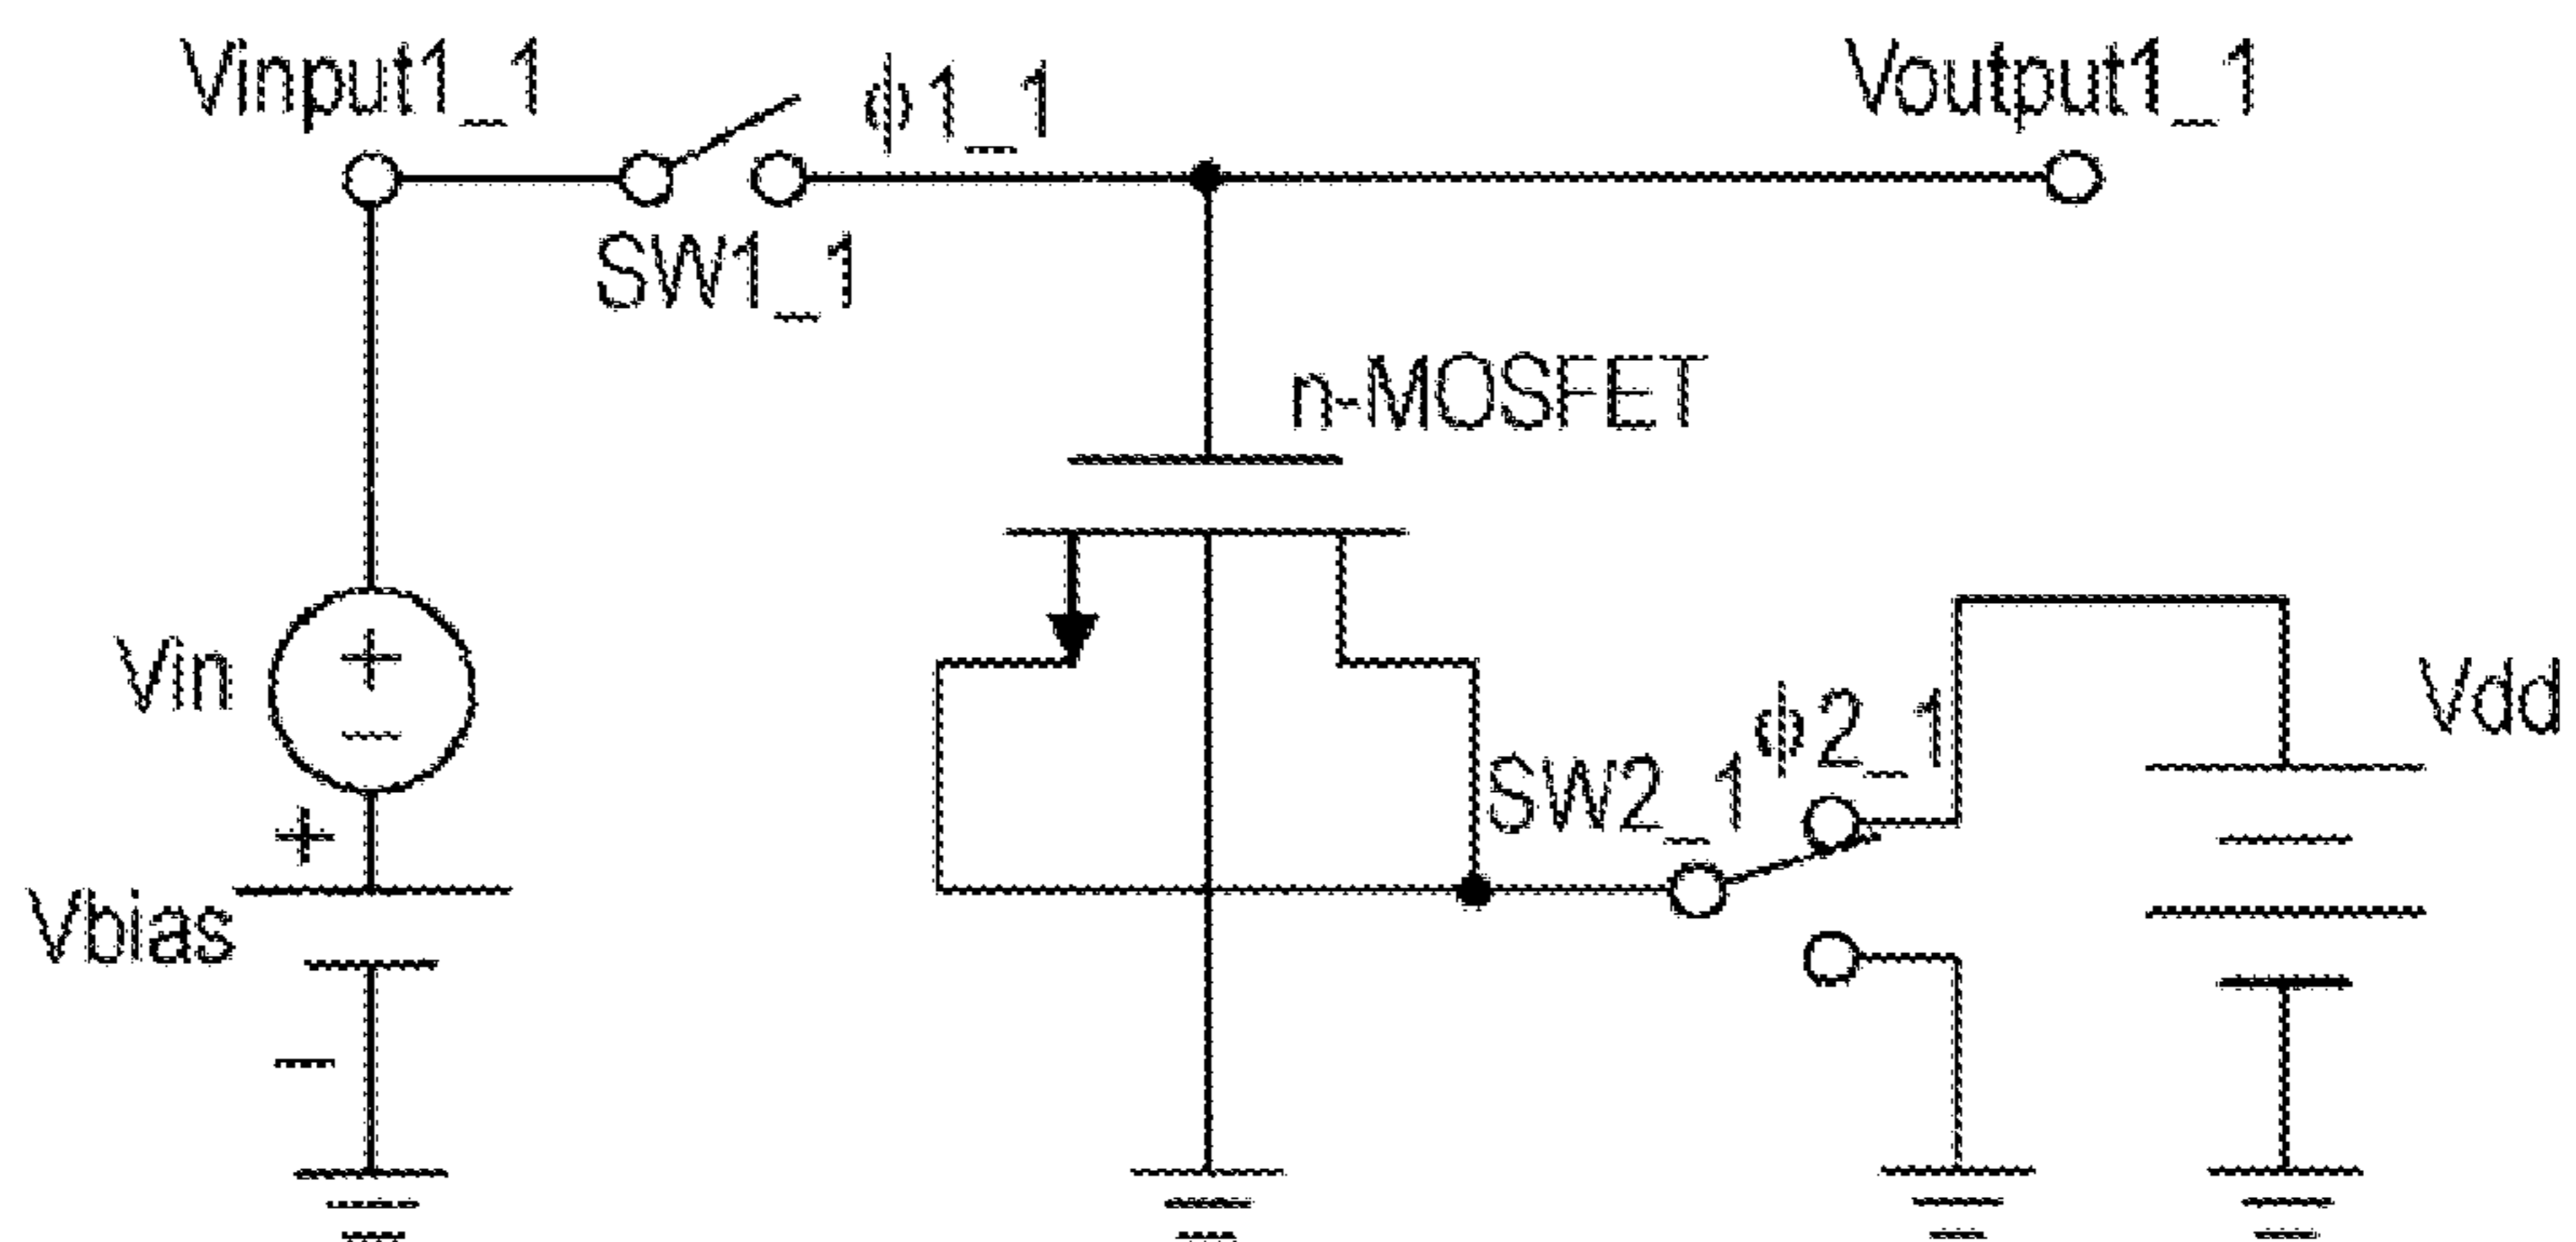 Vinput1_1
ϕ1_1
Voutput1_1
SW1_1
n-MOSFET
Vin
+
−
ϕ2_1
Vdd
SW2_1
+
Vbias
−